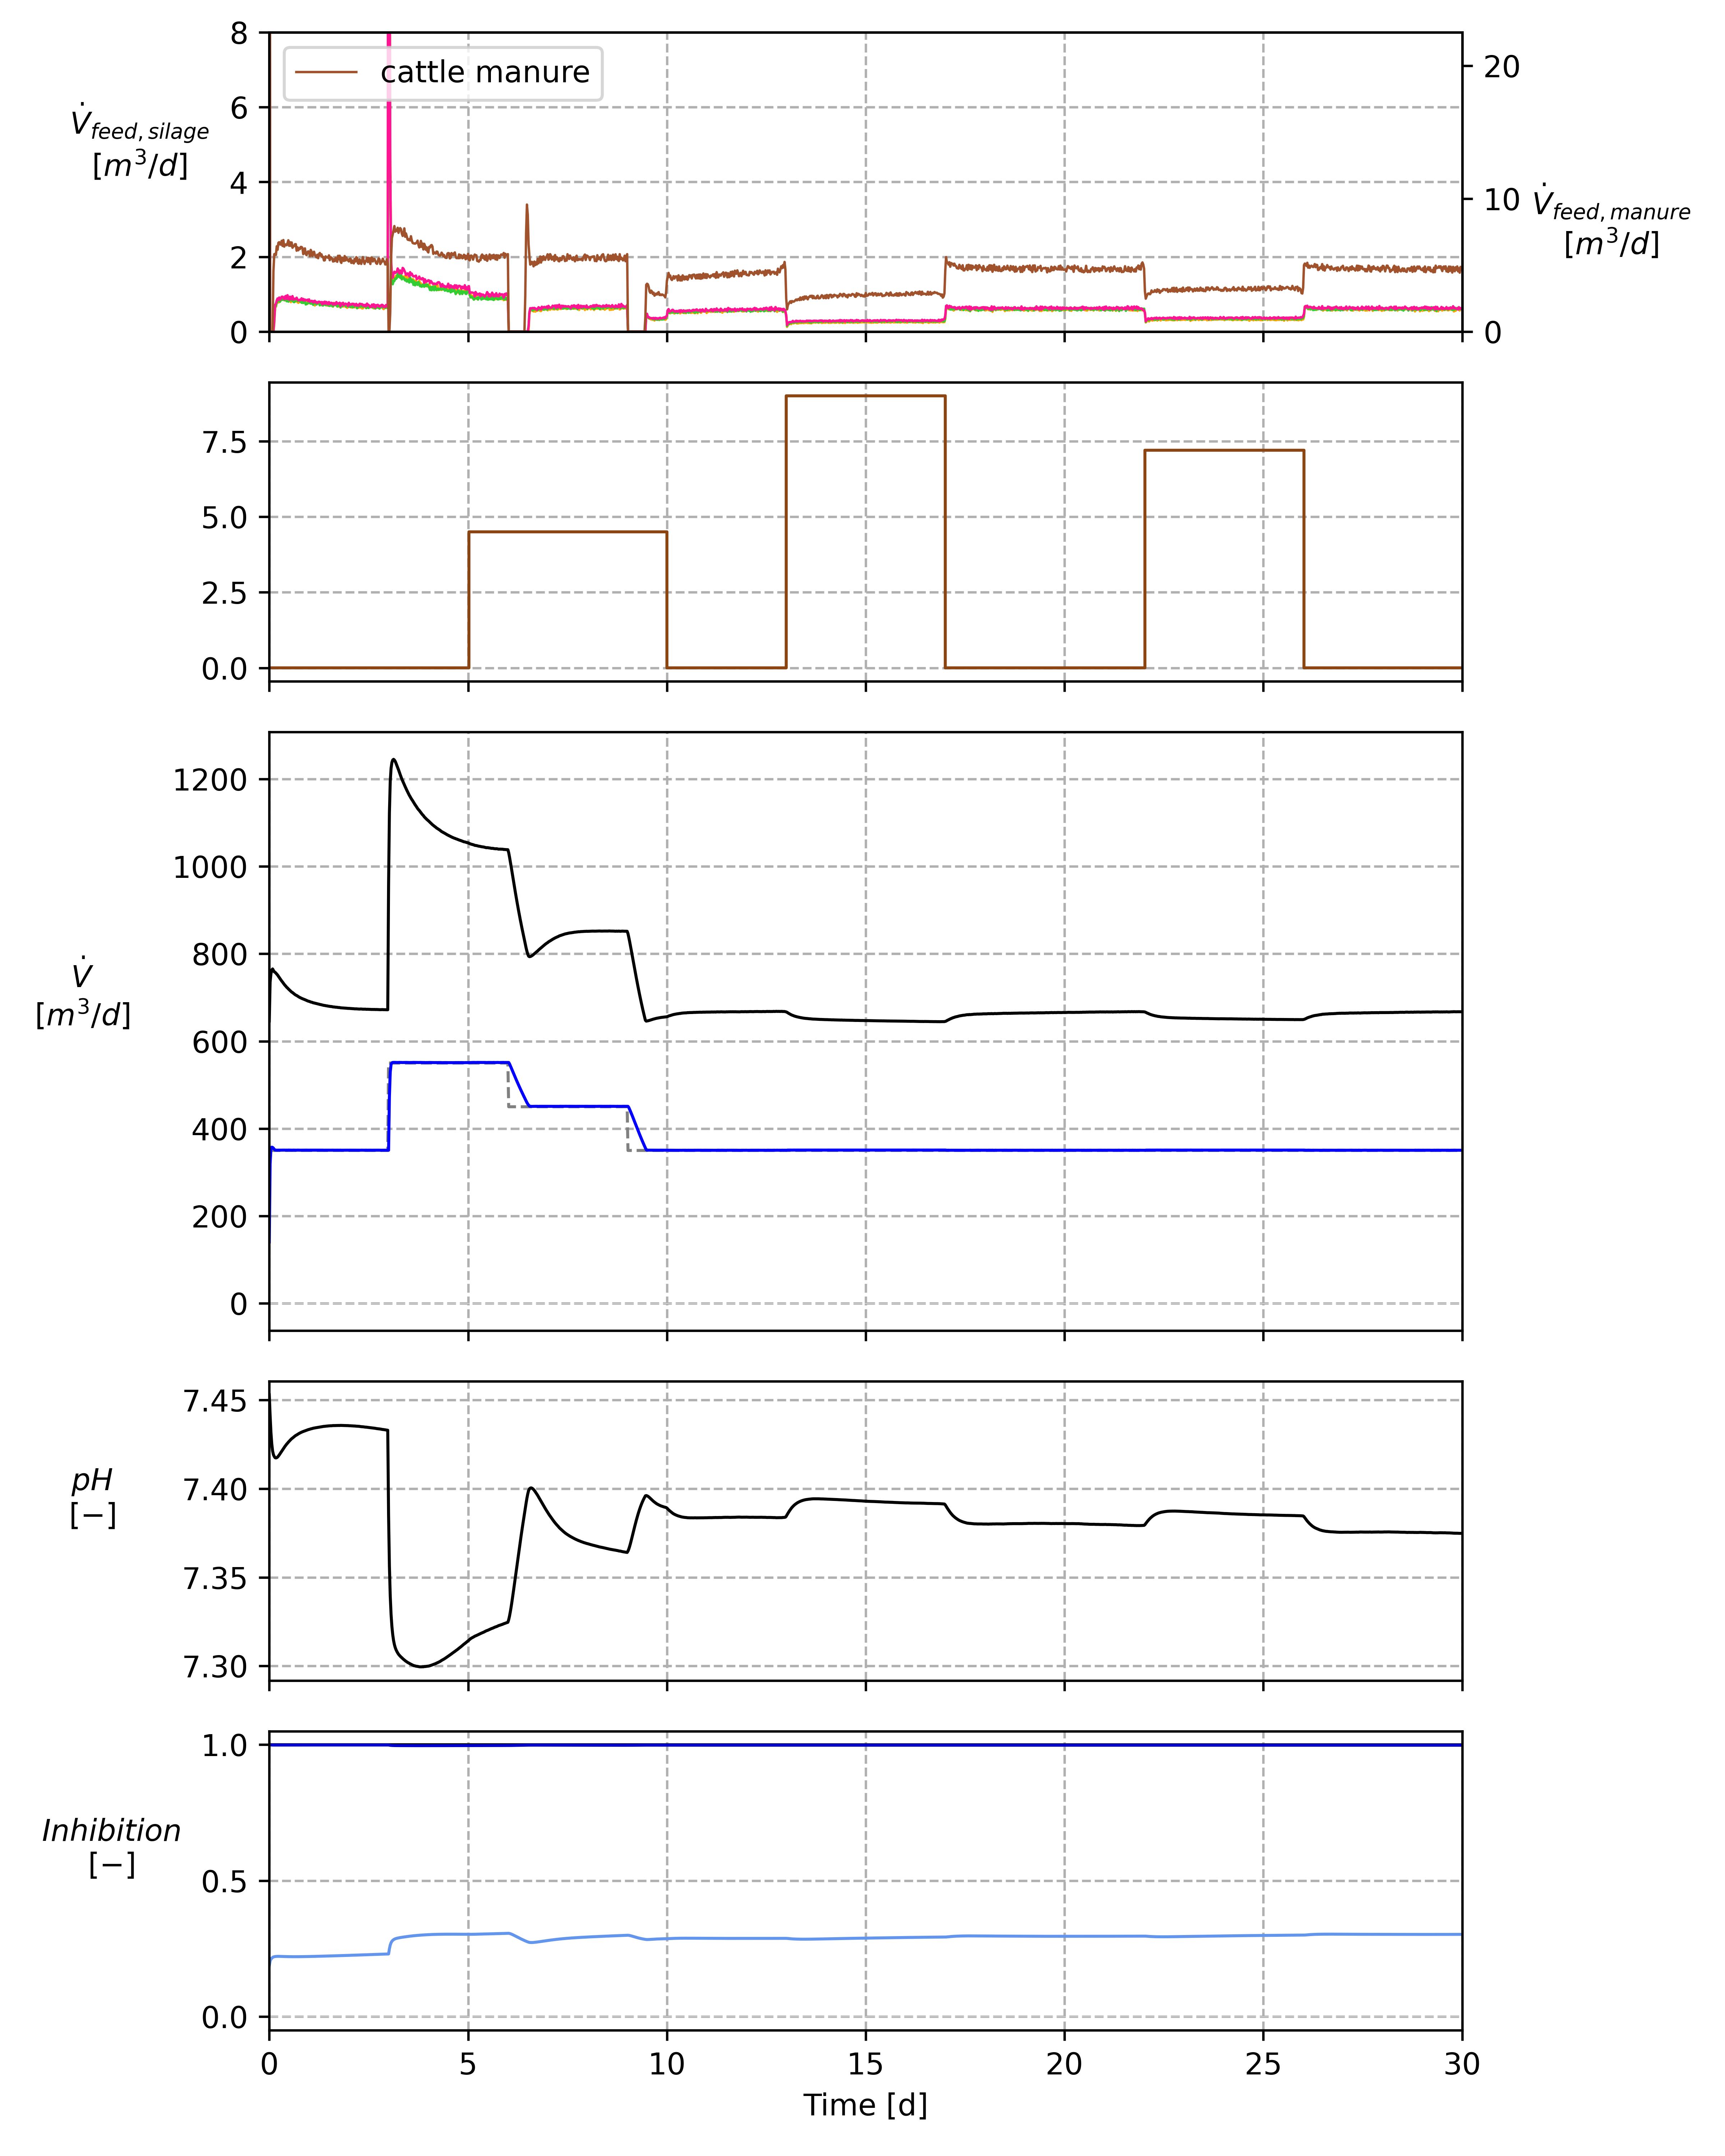 8
6
4
2
0
cattle manure
20
10
0
V̇feed, silage
[m³/d]
V̇feed, manure
[m³/d]
7.5
5.0
2.5
0.0
1200
1000
800
600
400
200
0
V̇
[m³/d]
7.45
7.40
7.35
7.30
pH
[−]
1.0
0.5
0.0
Inhibition
[−]
0 5 10 15 20 25 30
Time [d]